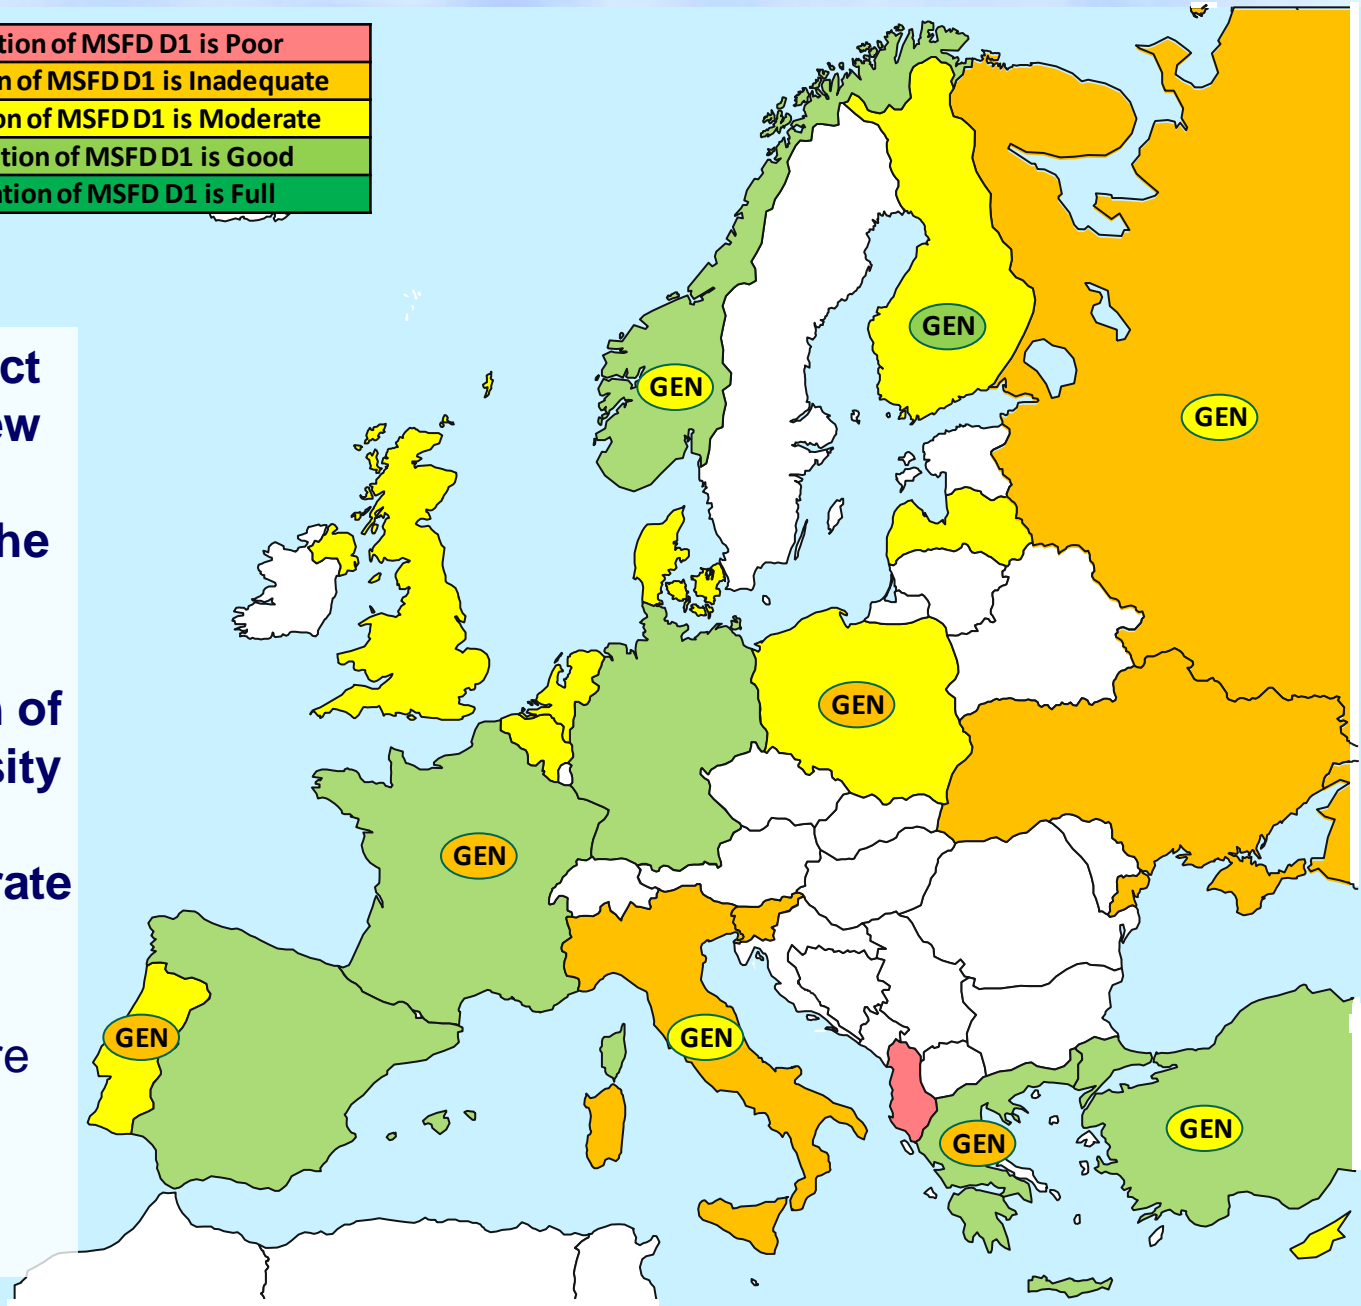 tion of MSFD D1 is Poor
n of MSFD D1 is Inadequate
on of MSFD D1 is Moderate
tion of MSFD D1 is Good
ation of MSFD D1 is Full
ct
ew
he
n of
sity
rate
re
GEN
GEN
GEN
GEN
GEN
GEN
GEN
GEN
GEN